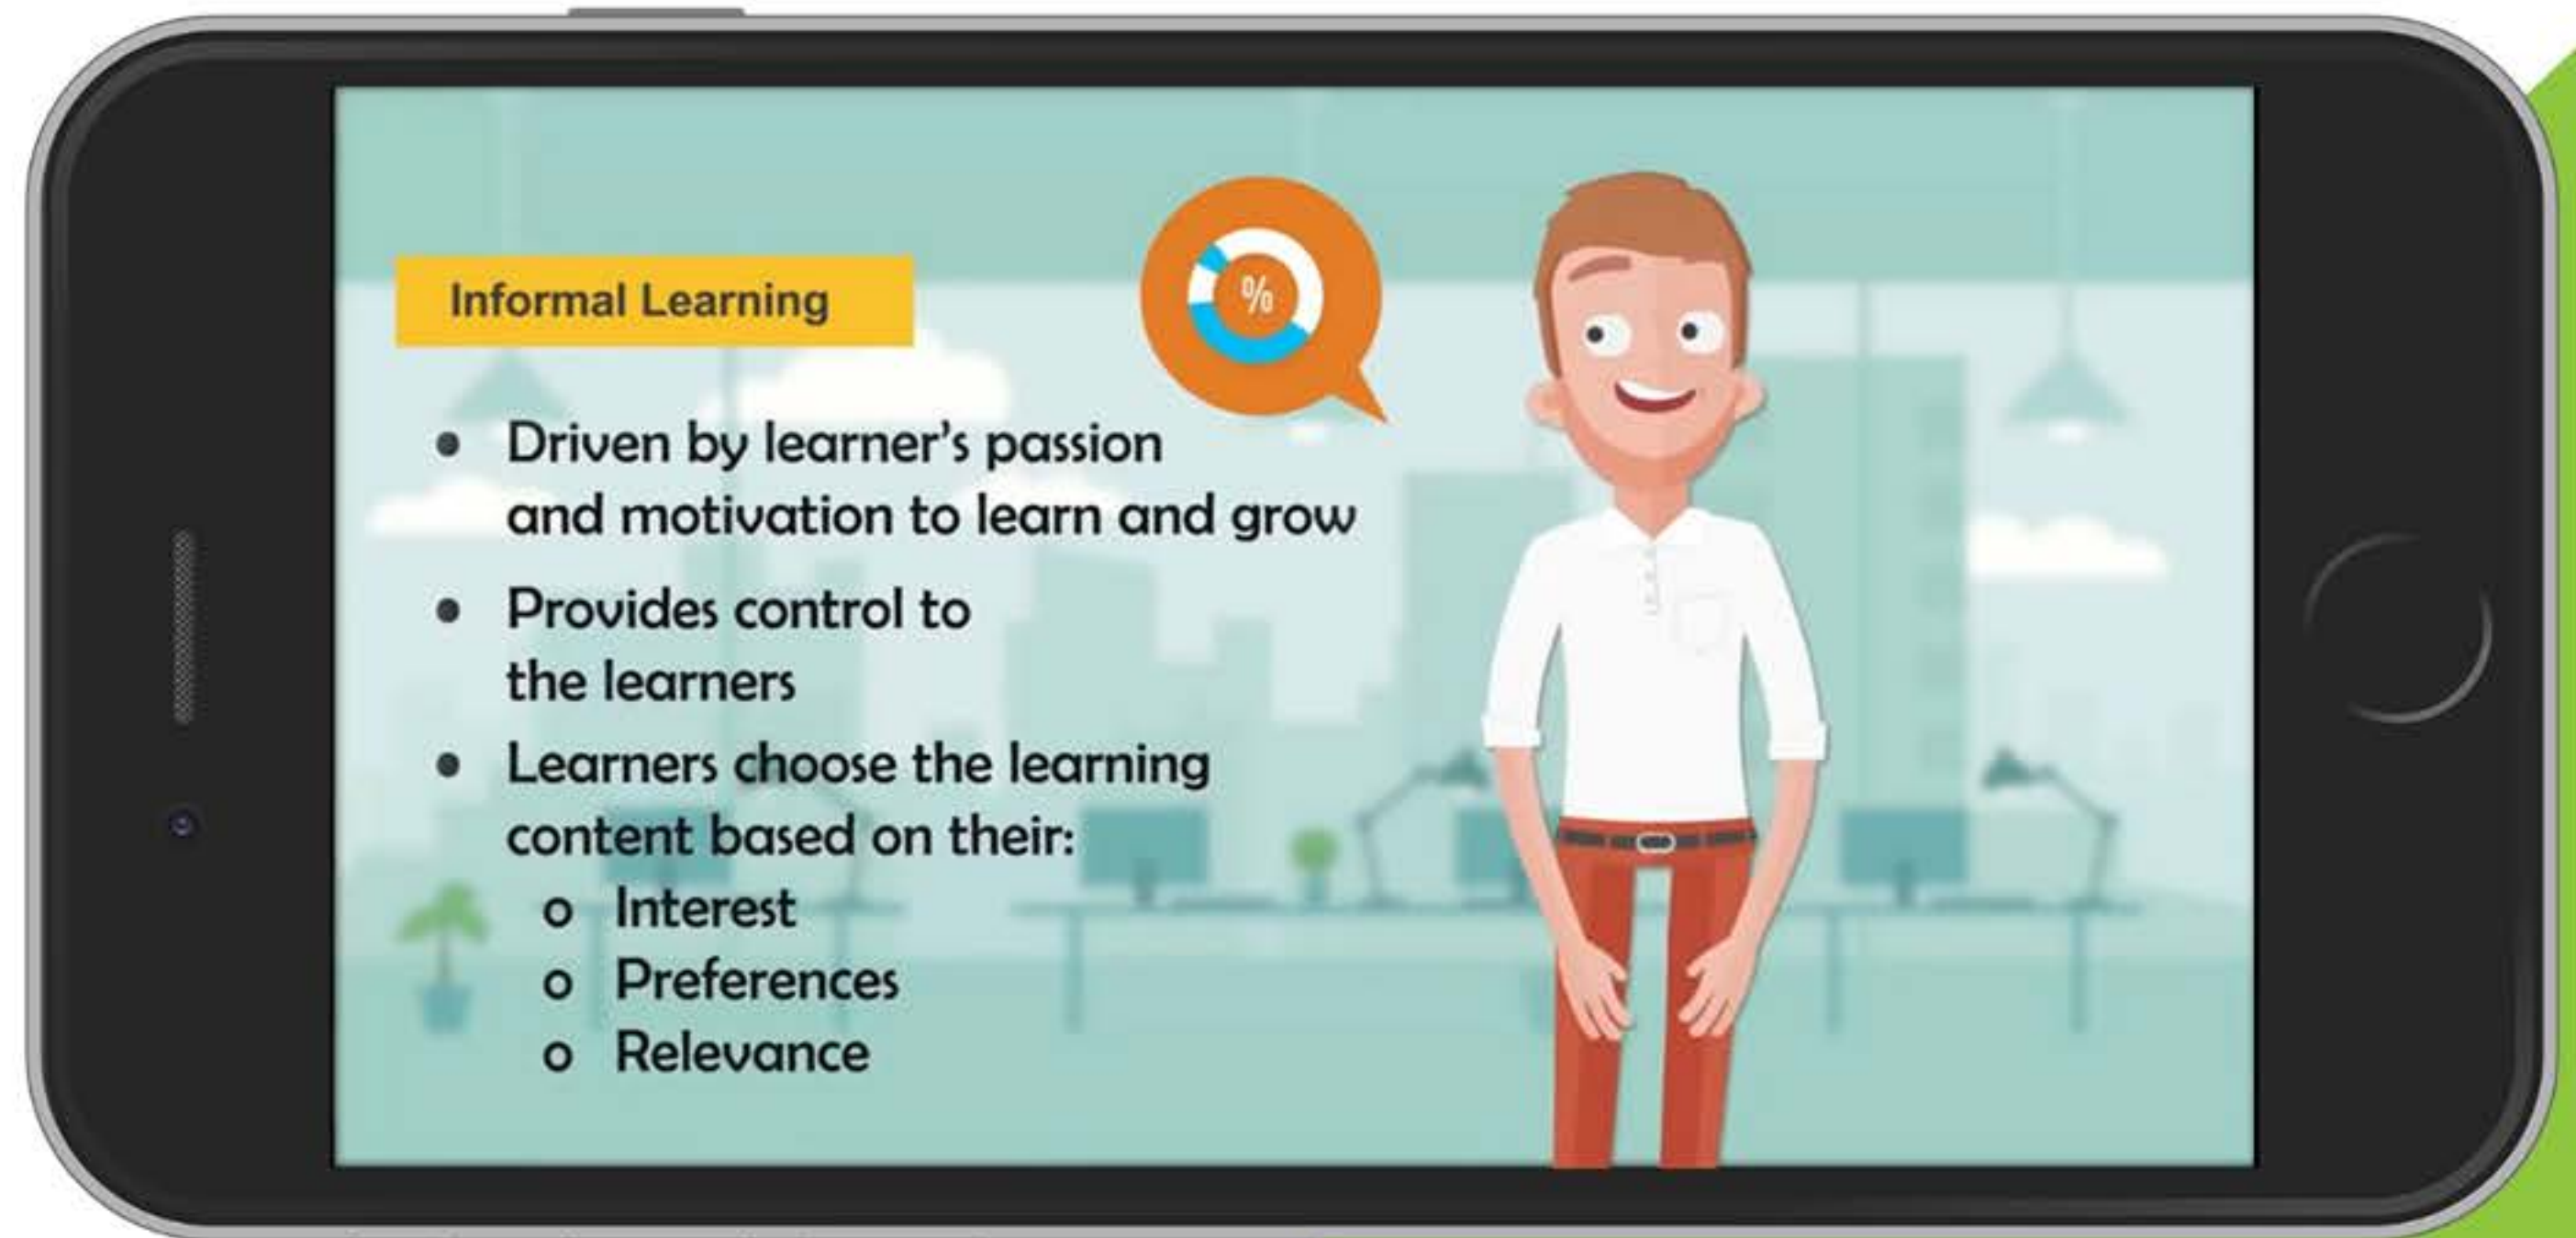 Informal Learning
%
• Driven by learner's passion
and motivation to learn and grow
• Provides control to
the learners
• Learners choose the learning
content based on their:
o Interest
o Preferences
o Relevance